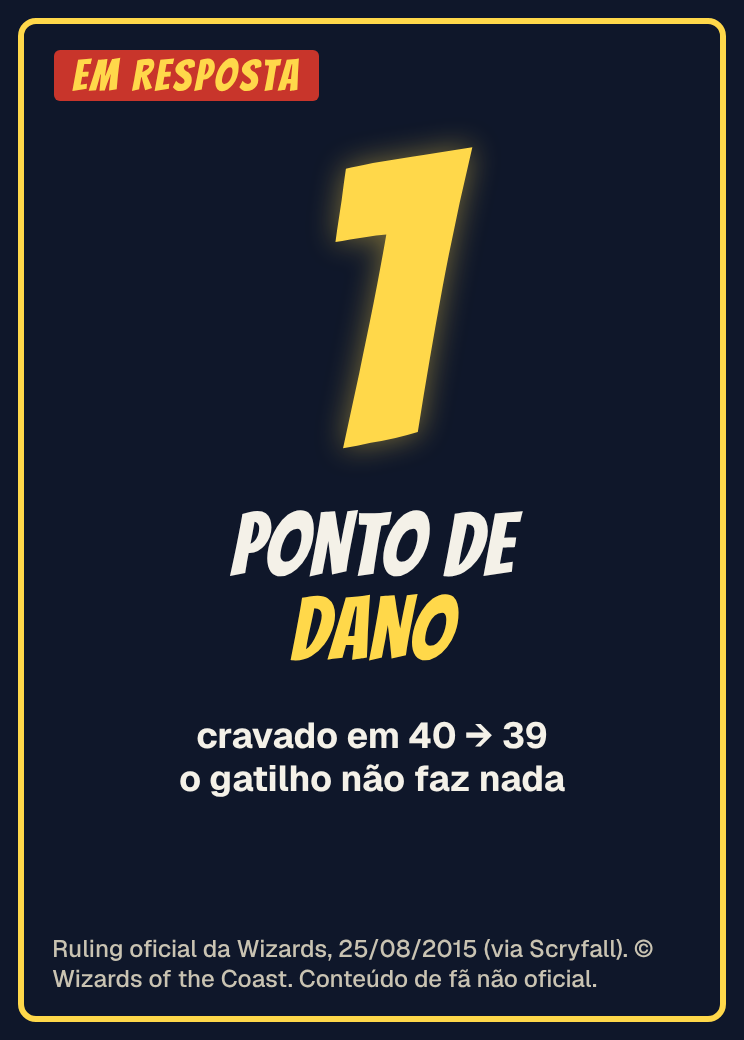 EM RESPOSTA
1
PONTO DE
DANO
cravado em 40 → 39
o gatilho não faz nada
Ruling oficial da Wizards, 25/08/2015 (via Scryfall). ©
Wizards of the Coast. Conteúdo de fã não oficial.